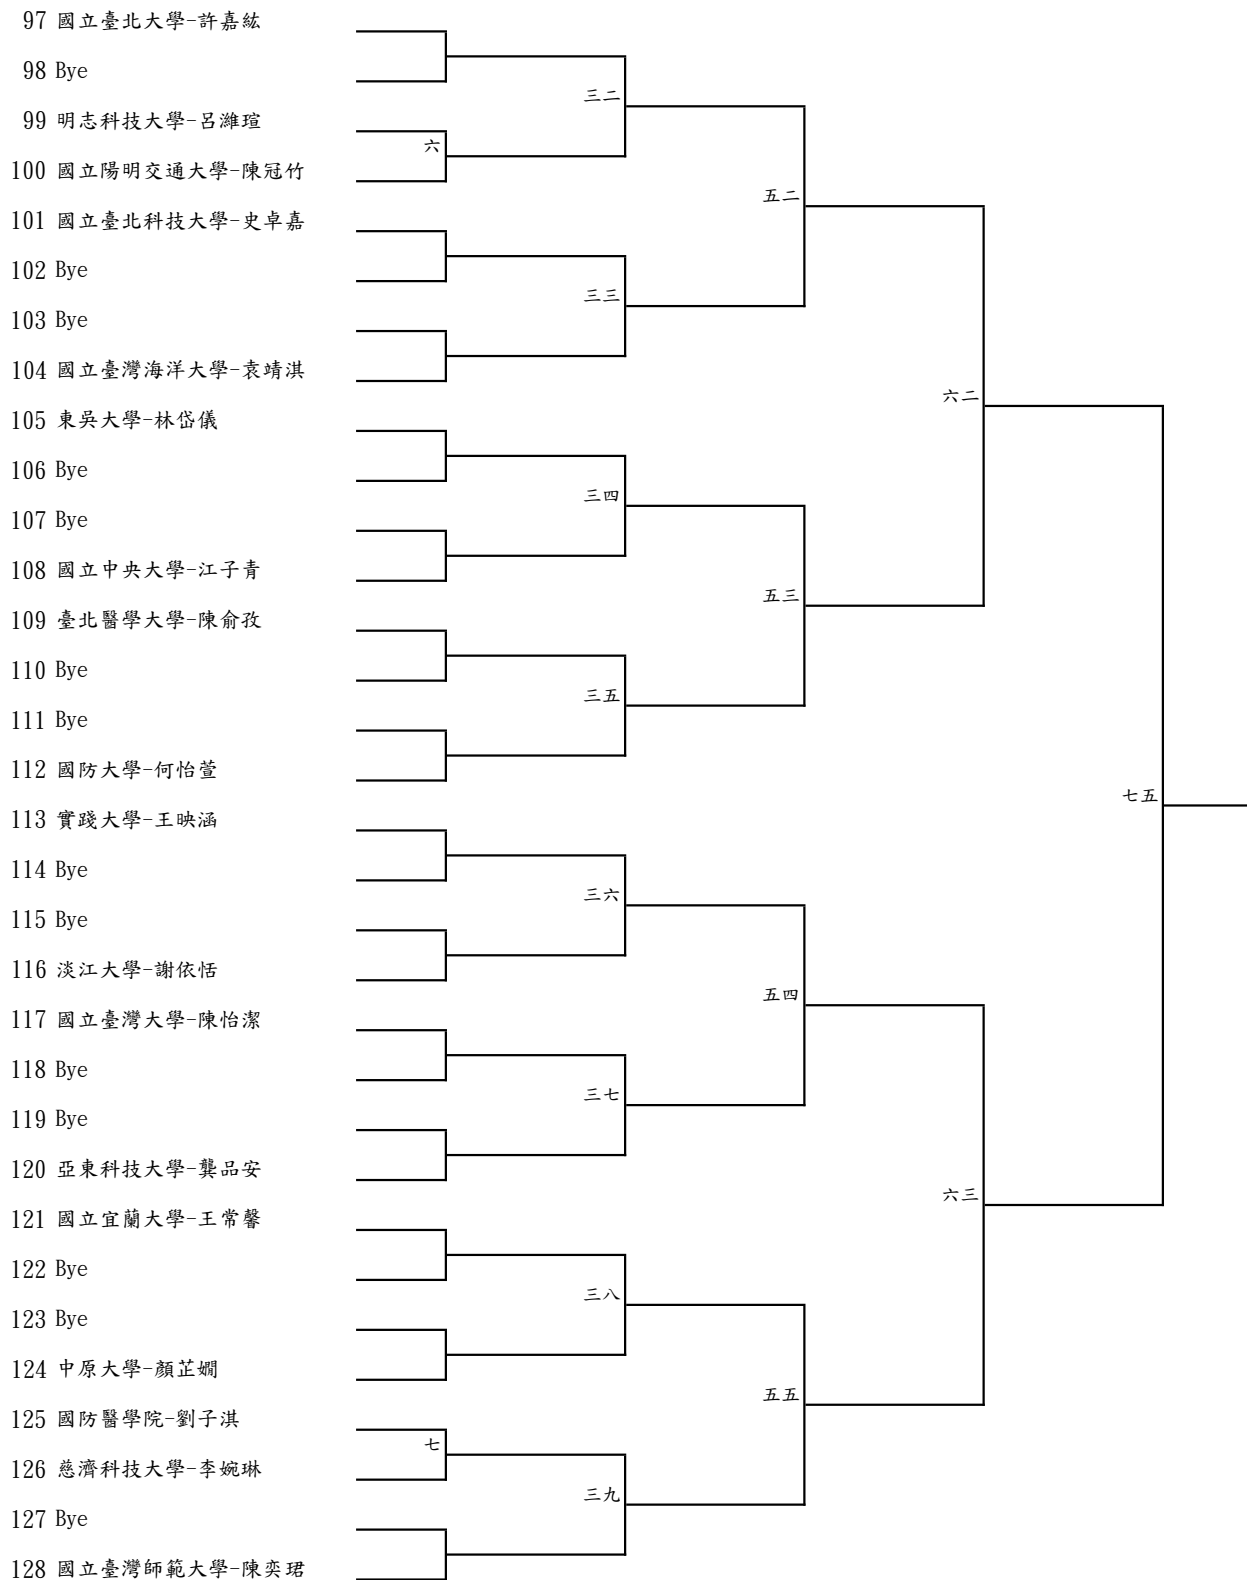 97 國立臺北大學-許嘉紘
98 Bye
三二
99 明志科技大學-呂濰瑄
六
100 國立陽明交通大學-陳冠竹
五二
101 國立臺北科技大學-史卓嘉
102 Bye
三三
103 Bye
104 國立臺灣海洋大學-袁靖淇
六二
105 東吳大學-林岱儀
106 Bye
三四
107 Bye
108 國立中央大學-江子青
五三
109 臺北醫學大學-陳俞孜
110 Bye
三五
111 Bye
112 國防大學-何怡萱
七五
113 實踐大學-王映涵
114 Bye
三六
115 Bye
116 淡江大學-謝依恬
五四
117 國立臺灣大學-陳怡潔
118 Bye
三七
119 Bye
120 亞東科技大學-龔品安
六三
121 國立宜蘭大學-王常馨
122 Bye
三八
123 Bye
124 中原大學-顏芷嫺
五五
125 國防醫學院-劉子淇
七
126 慈濟科技大學-李婉琳
三九
127 Bye
128 國立臺灣師範大學-陳奕珺